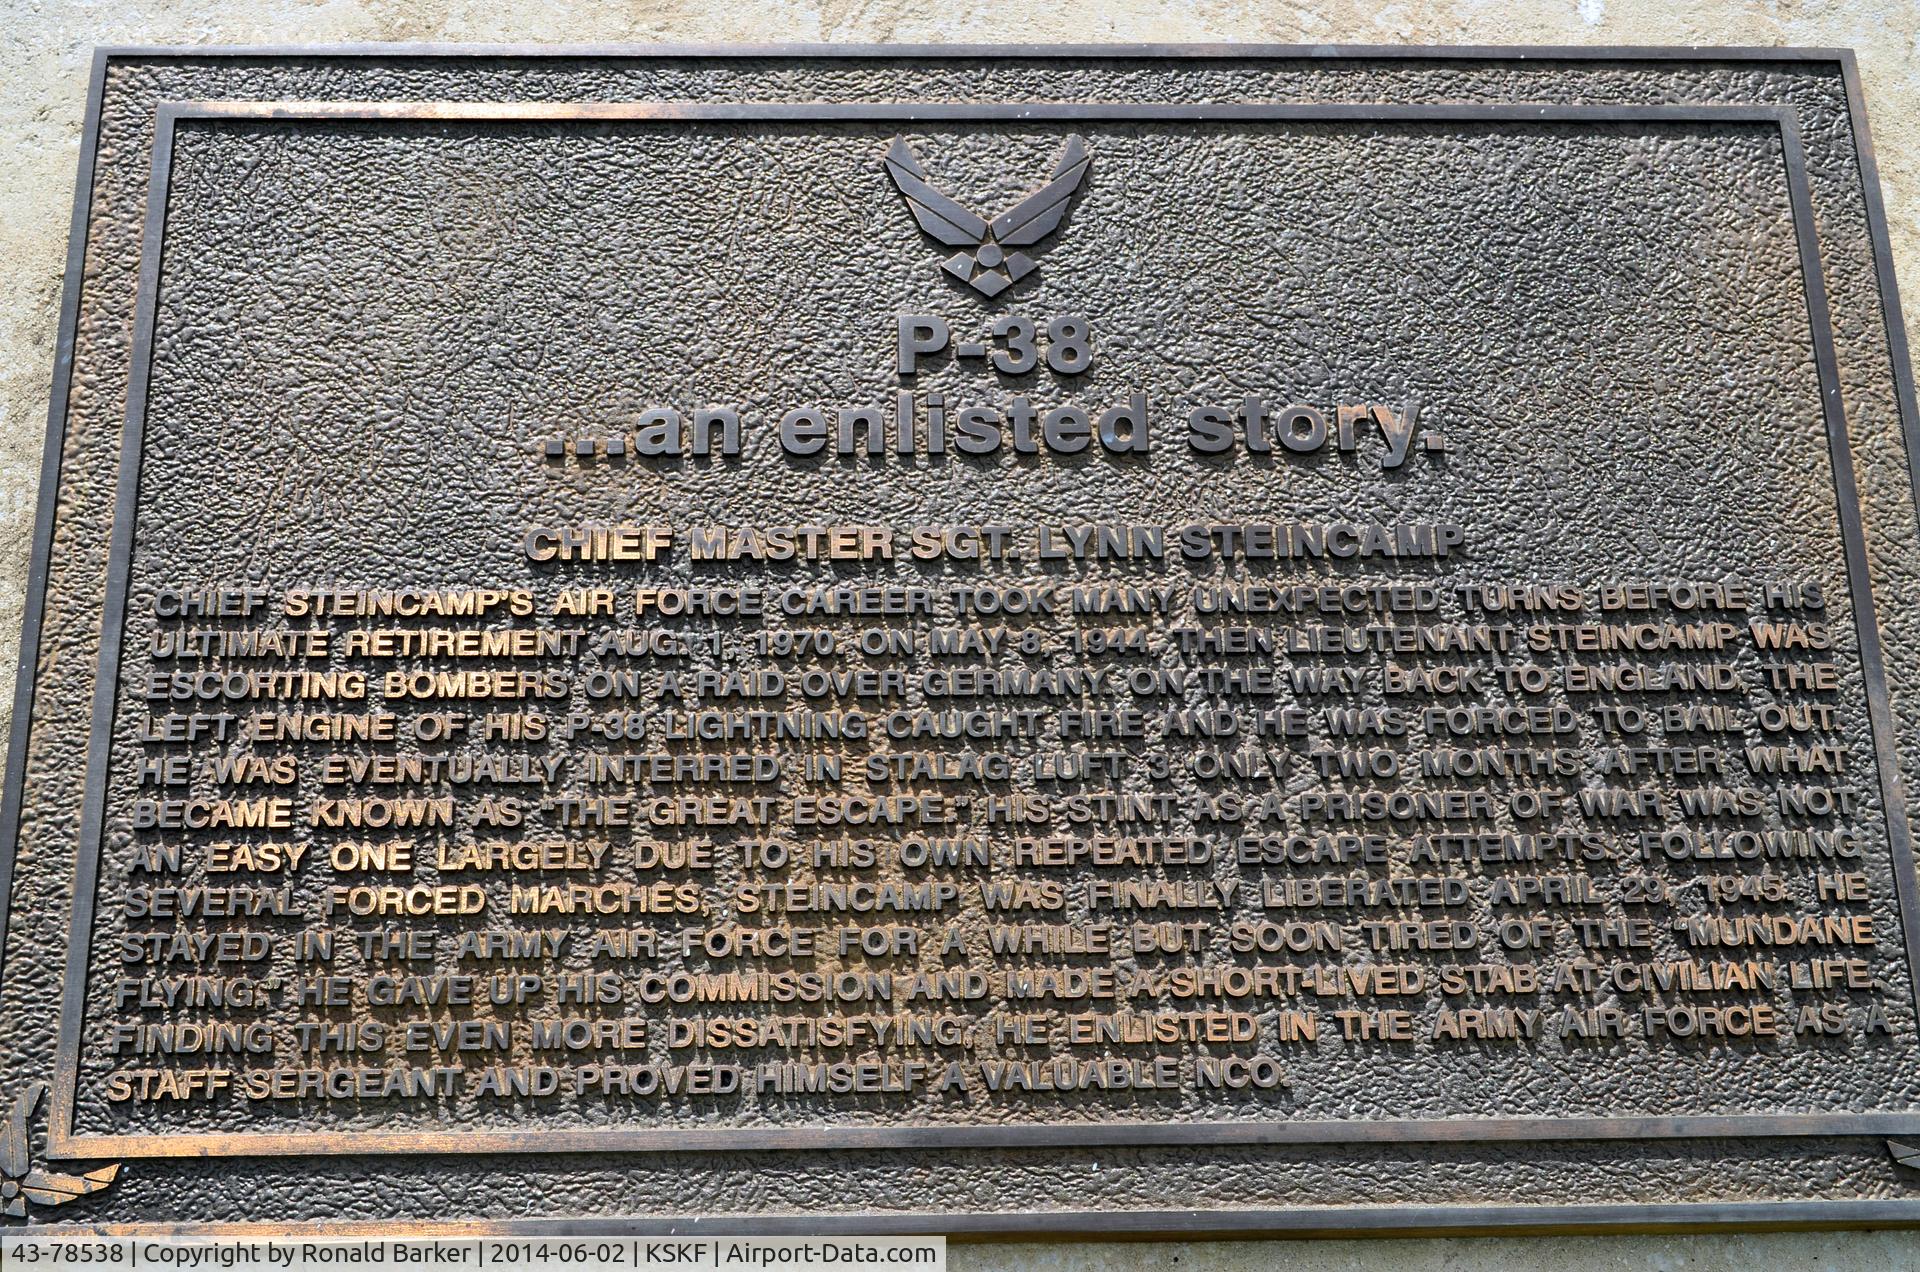 P-38
...an enlisted story.
CHIEF MASTER SGT. LYNN STEINCAMP
CHIEF STEINCAMP'S AIR FORCE CAREER TOOK MANY UNEXPECTED TURNS BEFORE HIS
ULTIMATE RETIREMENT AUG. 1, 1970. ON MAY 8, 1944, THEN LIEUTENANT STEINCAMP WAS
ESCORTING BOMBERS ON A RAID OVER GERMANY. ON THE WAY BACK TO ENGLAND, THE
LEFT ENGINE OF HIS P-38 LIGHTNING CAUGHT FIRE AND HE WAS FORCED TO BAIL OUT.
HE WAS EVENTUALLY INTERRED IN STALAG LUFT 3 ONLY TWO MONTHS AFTER WHAT
BECAME KNOWN AS "THE GREAT ESCAPE." HIS STINT AS A PRISONER OF WAR WAS NOT
AN EASY ONE LARGELY DUE TO HIS OWN REPEATED ESCAPE ATTEMPTS. FOLLOWING
SEVERAL FORCED MARCHES, STEINCAMP WAS FINALLY LIBERATED APRIL 29, 1945. HE
STAYED IN THE ARMY AIR FORCE FOR A WHILE BUT SOON TIRED OF THE "MUNDANE
FLYING." HE GAVE UP HIS COMMISSION AND MADE A SHORT-LIVED STAB AT CIVILIAN LIFE.
FINDING THIS EVEN MORE DISSATISFYING, HE ENLISTED IN THE ARMY AIR FORCE AS A
STAFF SERGEANT AND PROVED HIMSELF A VALUABLE NCO.
43-78538 | Copyright by Ronald Barker | 2014-06-02 | KSKF | Airport-Data.com